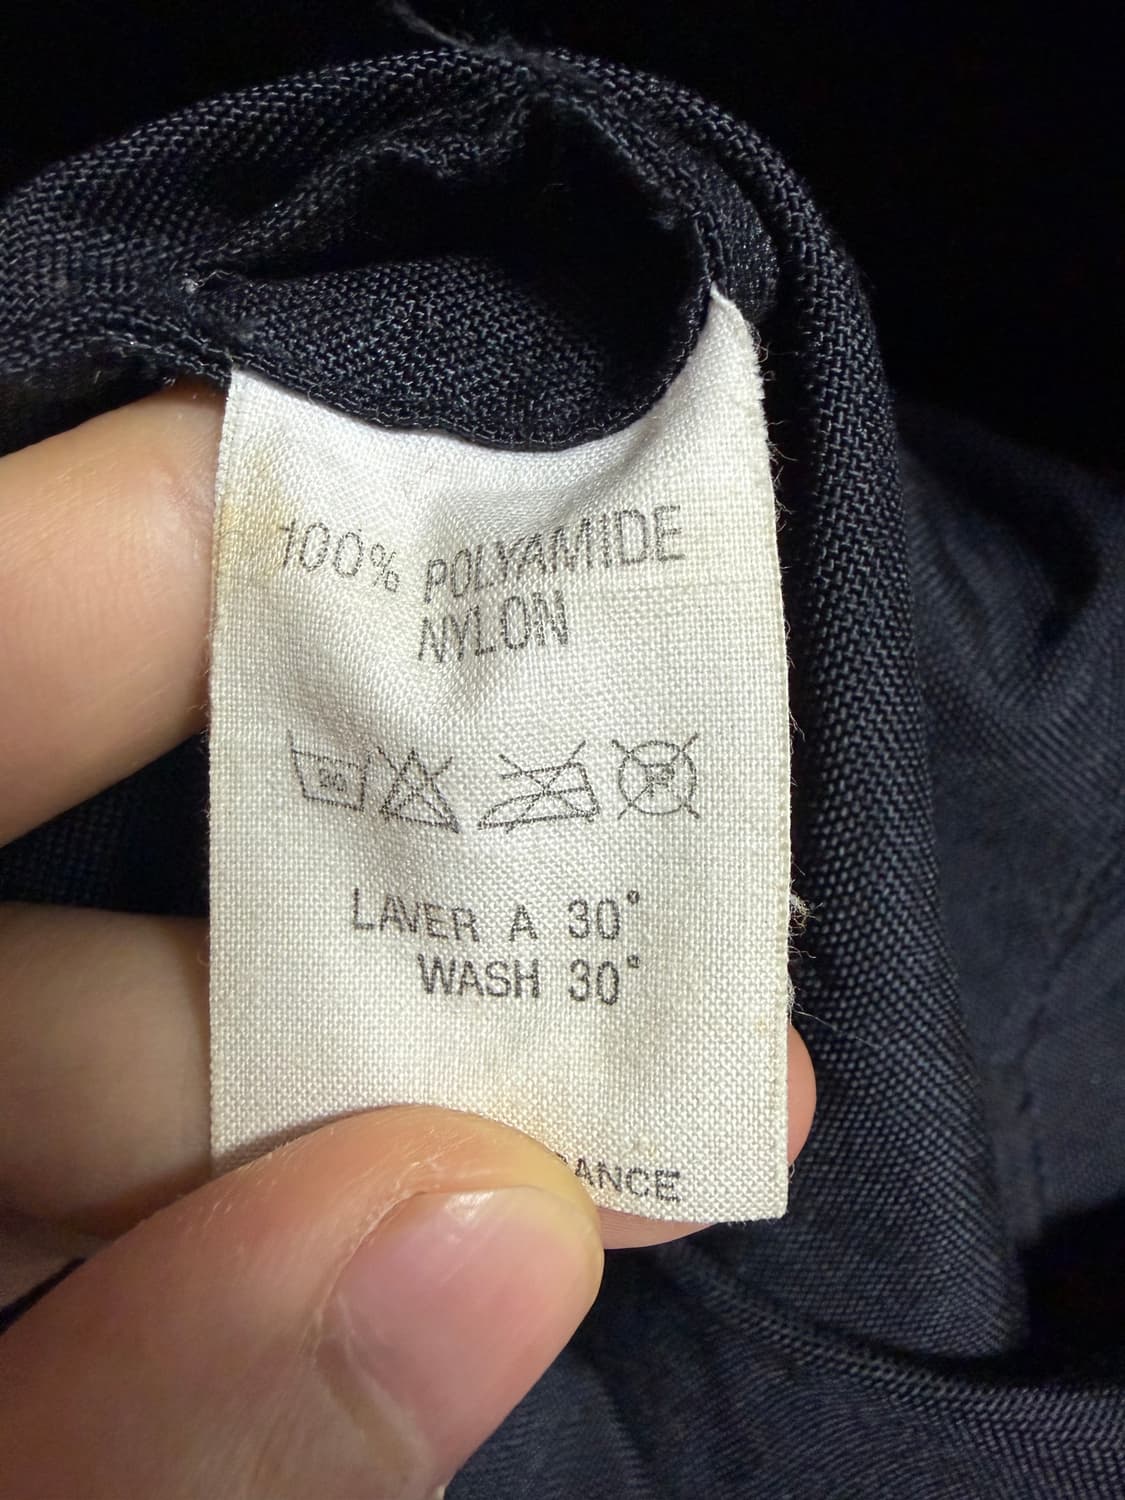 100% POLYAMIDE
NYLON
30
P
LAVER A 30°
WASH 30°